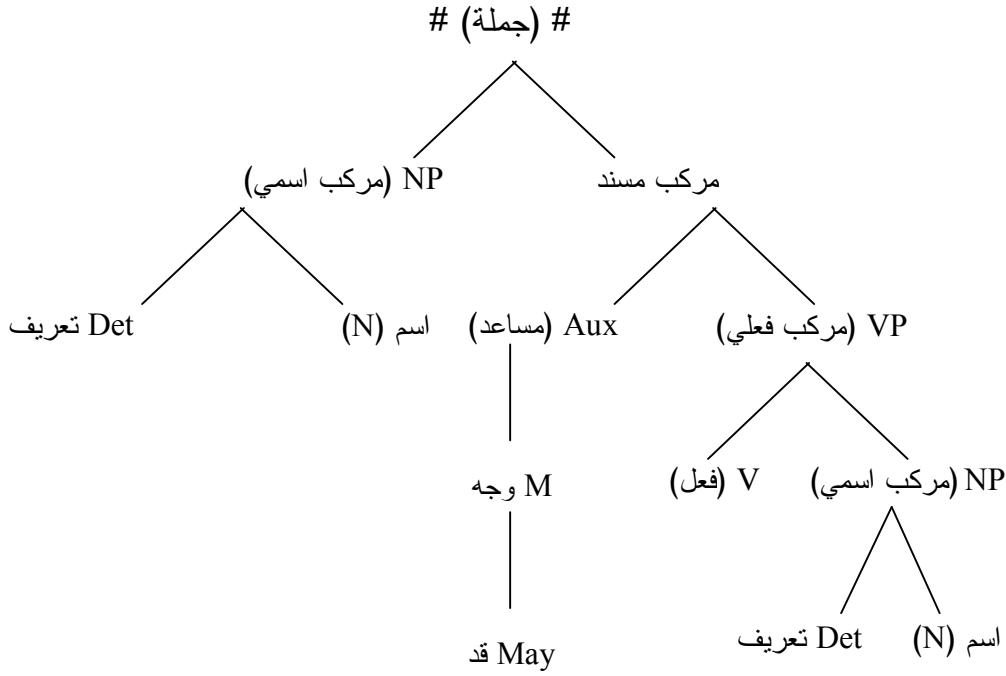 # (جملة) #
مركب مسند NP (مركب اسمي)
VP (مركب فعلي) Aux (مساعد) اسم (N) Det تعريف
NP (مركب اسمي) V (فعل) M وجه
اسم (N) Det تعريف May قد